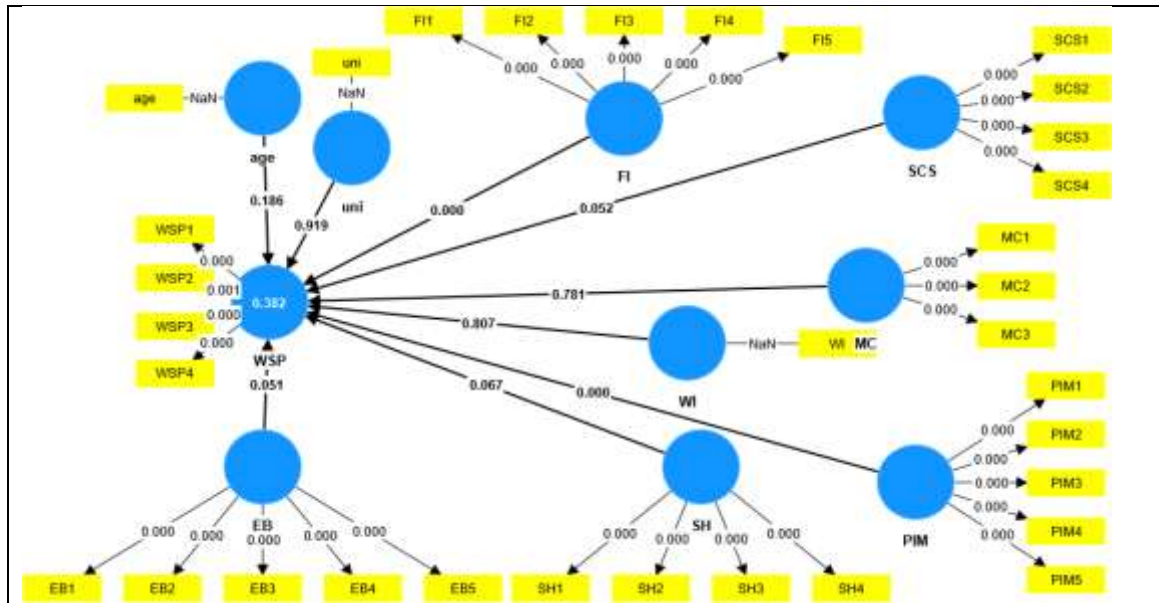 FI1
FI2
FI3
FI4
FI5
0.000
0.000
0.000
0.000
0.000
FI
SCS1
SCS2
SCS3
SCS4
0.000
0.000
0.000
0.000
SCS
uni
NaN
uni
age
NaN
age
0.186
0.919
0.000
0.052
WSP1
WSP2
WSP3
WSP4
0.000
0.001
0.000
0.000
0.382
WSP
0.781
0.807
MC1
MC2
MC3
0.000
0.000
0.000
NaN
WI MC
WI
0.051
0.067
0.000
PIM1
PIM2
PIM3
PIM4
PIM5
0.000
0.000
0.000
0.000
0.000
PIM
EB
0.000
0.000
0.000
0.000
0.000
EB1
EB2
EB3
EB4
EB5
SH
0.000
0.000
0.000
0.000
SH1
SH2
SH3
SH4